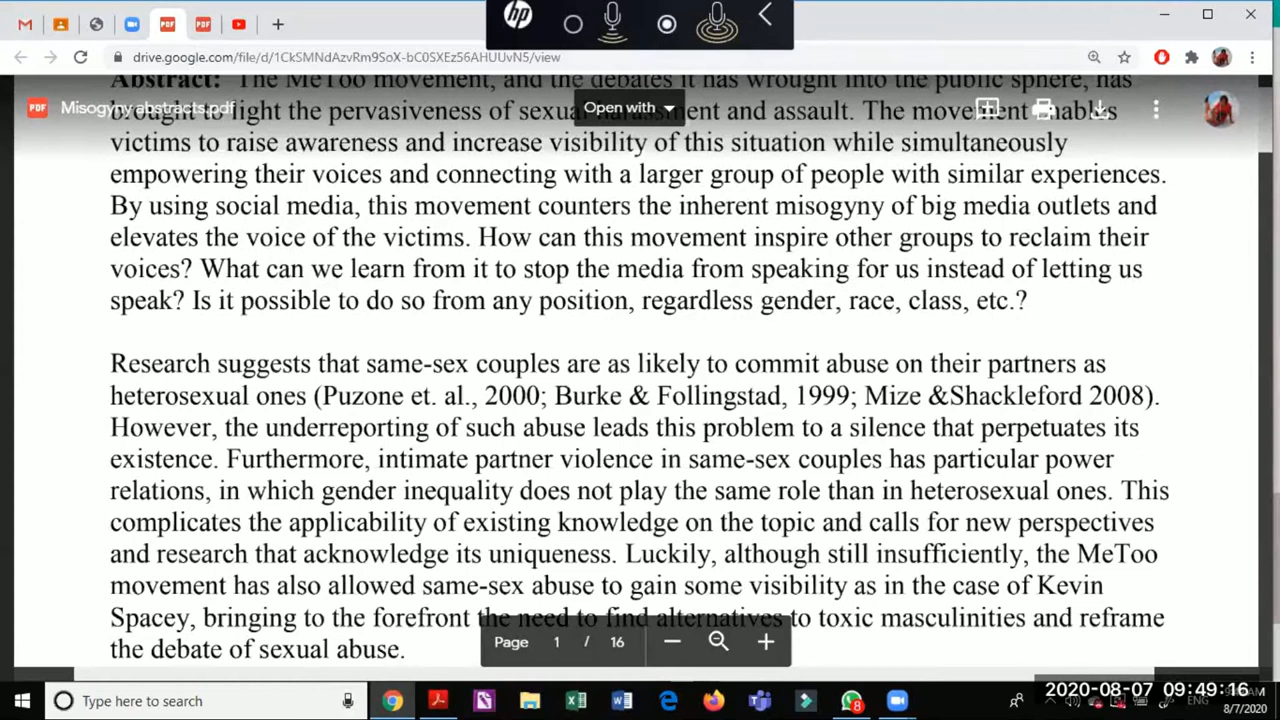 hp
drive.google.com/file/d/1CkSMNdAzvRm9SoX-bC0SXEz56AHUUvN5/view
Abstract: The MeToo movement, and the debates it has wrought into the public sphere, has
PDF Misogyny abstracts.pdf
Open with
brought to light the pervasiveness of sexual harassment and assault. The movement enables
victims to raise awareness and increase visibility of this situation while simultaneously
empowering their voices and connecting with a larger group of people with similar experiences.
By using social media, this movement counters the inherent misogyny of big media outlets and
elevates the voice of the victims. How can this movement inspire other groups to reclaim their
voices? What can we learn from it to stop the media from speaking for us instead of letting us
speak? Is it possible to do so from any position, regardless gender, race, class, etc.?
Research suggests that same-sex couples are as likely to commit abuse on their partners as
heterosexual ones (Puzone et. al., 2000; Burke & Follingstad, 1999; Mize &Shackleford 2008).
However, the underreporting of such abuse leads this problem to a silence that perpetuates its
existence. Furthermore, intimate partner violence in same-sex couples has particular power
relations, in which gender inequality does not play the same role than in heterosexual ones. This
complicates the applicability of existing knowledge on the topic and calls for new perspectives
and research that acknowledge its uniqueness. Luckily, although still insufficiently, the MeToo
movement has also allowed same-sex abuse to gain some visibility as in the case of Kevin
Spacey, bringing to the forefront the need to find alternatives to toxic masculinities and reframe
the debate of sexual abuse.
Page 1 / 16
Type here to search
8
2020-08-07 09:49:16
ENG
8/7/2020